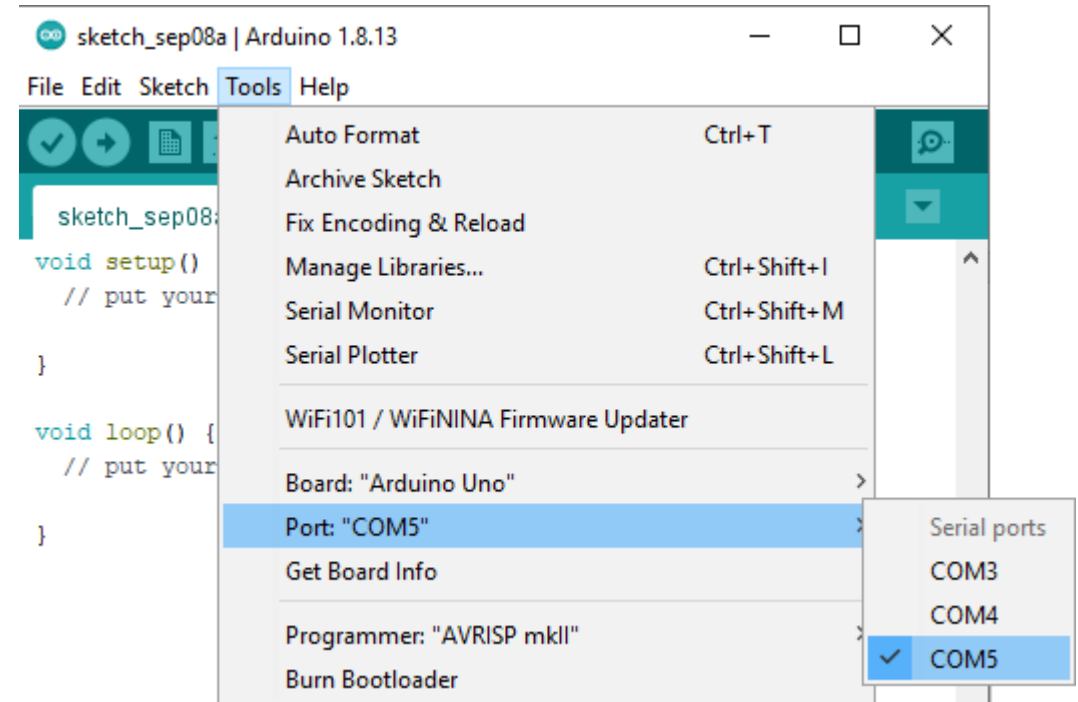 sketch_sep08a | Arduino 1.8.13
File Edit Sketch Tools Help
sketch_sep08a
void setup()
// put your
}
void loop() {
// put your
}
Auto Format Ctrl+T
Archive Sketch
Fix Encoding & Reload
Manage Libraries... Ctrl+Shift+I
Serial Monitor Ctrl+Shift+M
Serial Plotter Ctrl+Shift+L
WiFi101 / WiFiNINA Firmware Updater
Board: "Arduino Uno"
Port: "COM5"
Get Board Info
Programmer: "AVRISP mkII"
Burn Bootloader
Serial ports
COM3
COM4
COM5